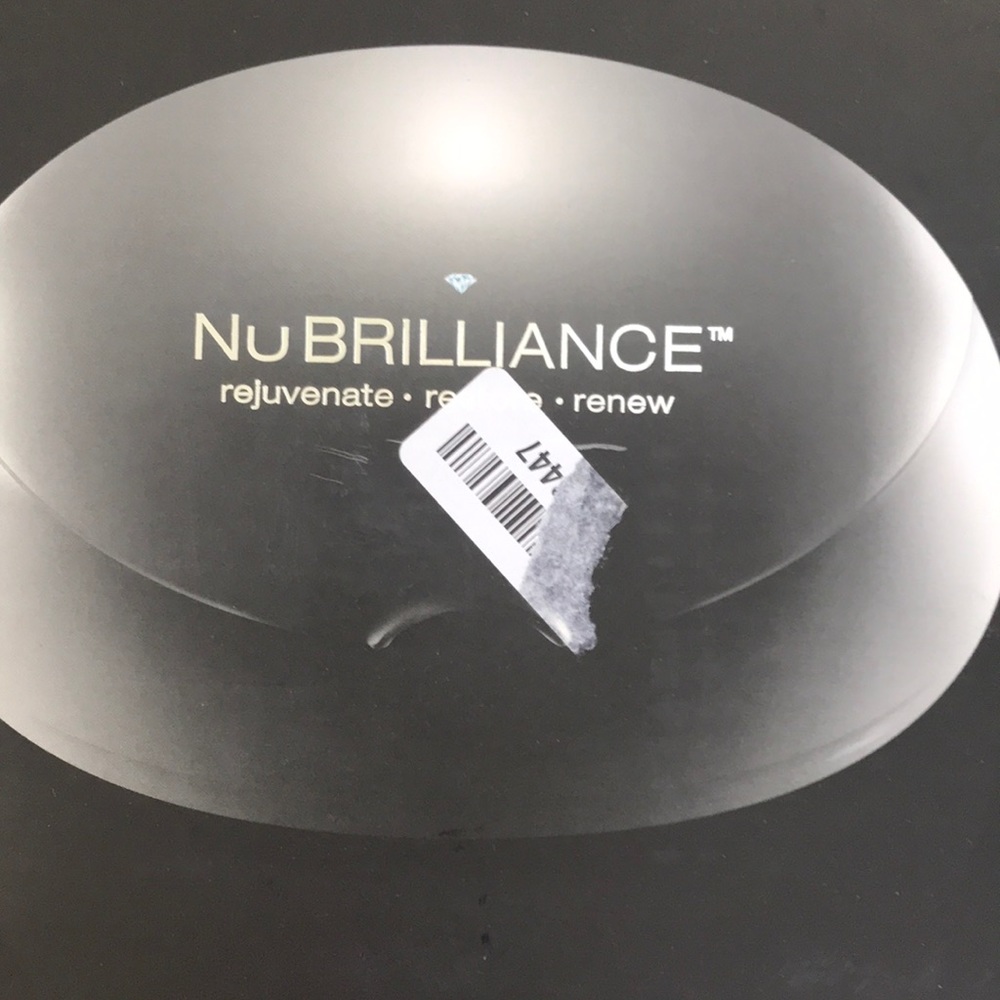 NuBRILLIANCE™
rejuvenate · · renew
447